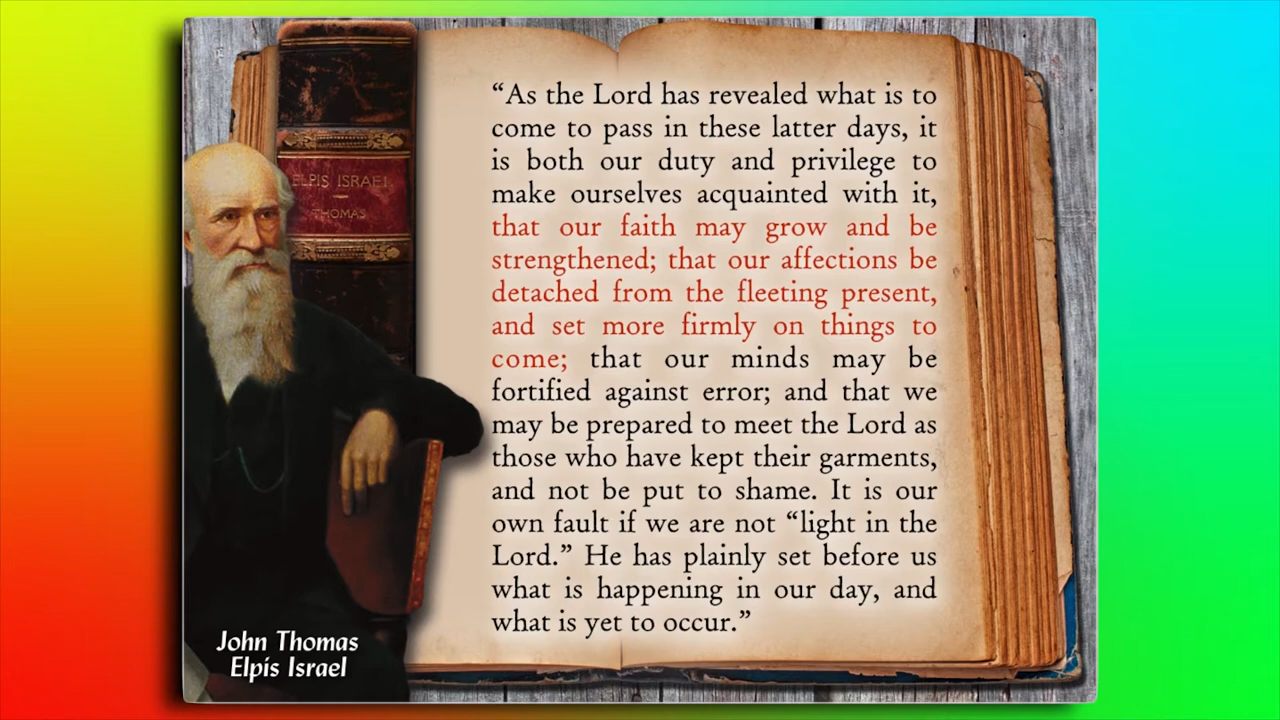 ELPIS ISRAEL
THOMAS
“As the Lord has revealed what is to
come to pass in these latter days, it
is both our duty and privilege to
make ourselves acquainted with it,
that our faith may grow and be
strengthened; that our affections be
detached from the fleeting present,
and set more firmly on things to
come; that our minds may be
fortified against error; and that we
may be prepared to meet the Lord as
those who have kept their garments,
and not be put to shame. It is our
own fault if we are not “light in the
Lord.” He has plainly set before us
what is happening in our day, and
what is yet to occur.”
John Thomas
Elpis Israel